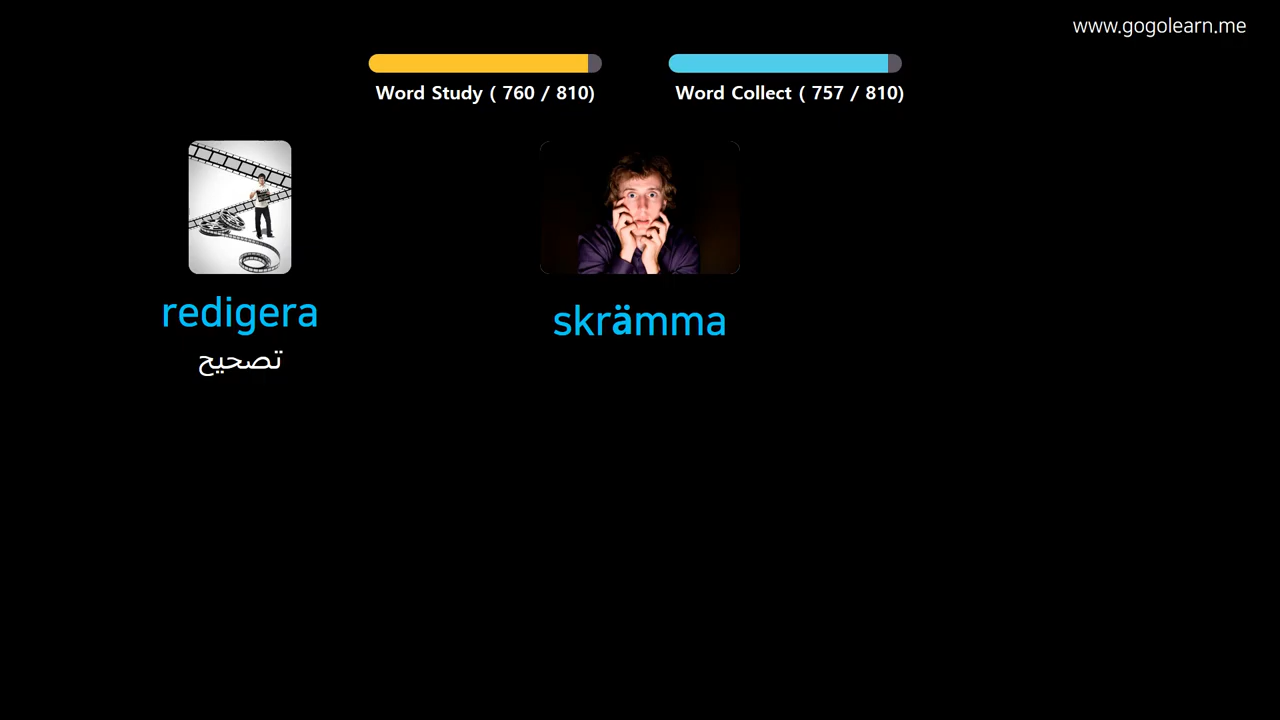 www.gogolearn.me
Word Study ( 760 / 810)
Word Collect ( 757 / 810)
redigera
تصحيح
skrämma